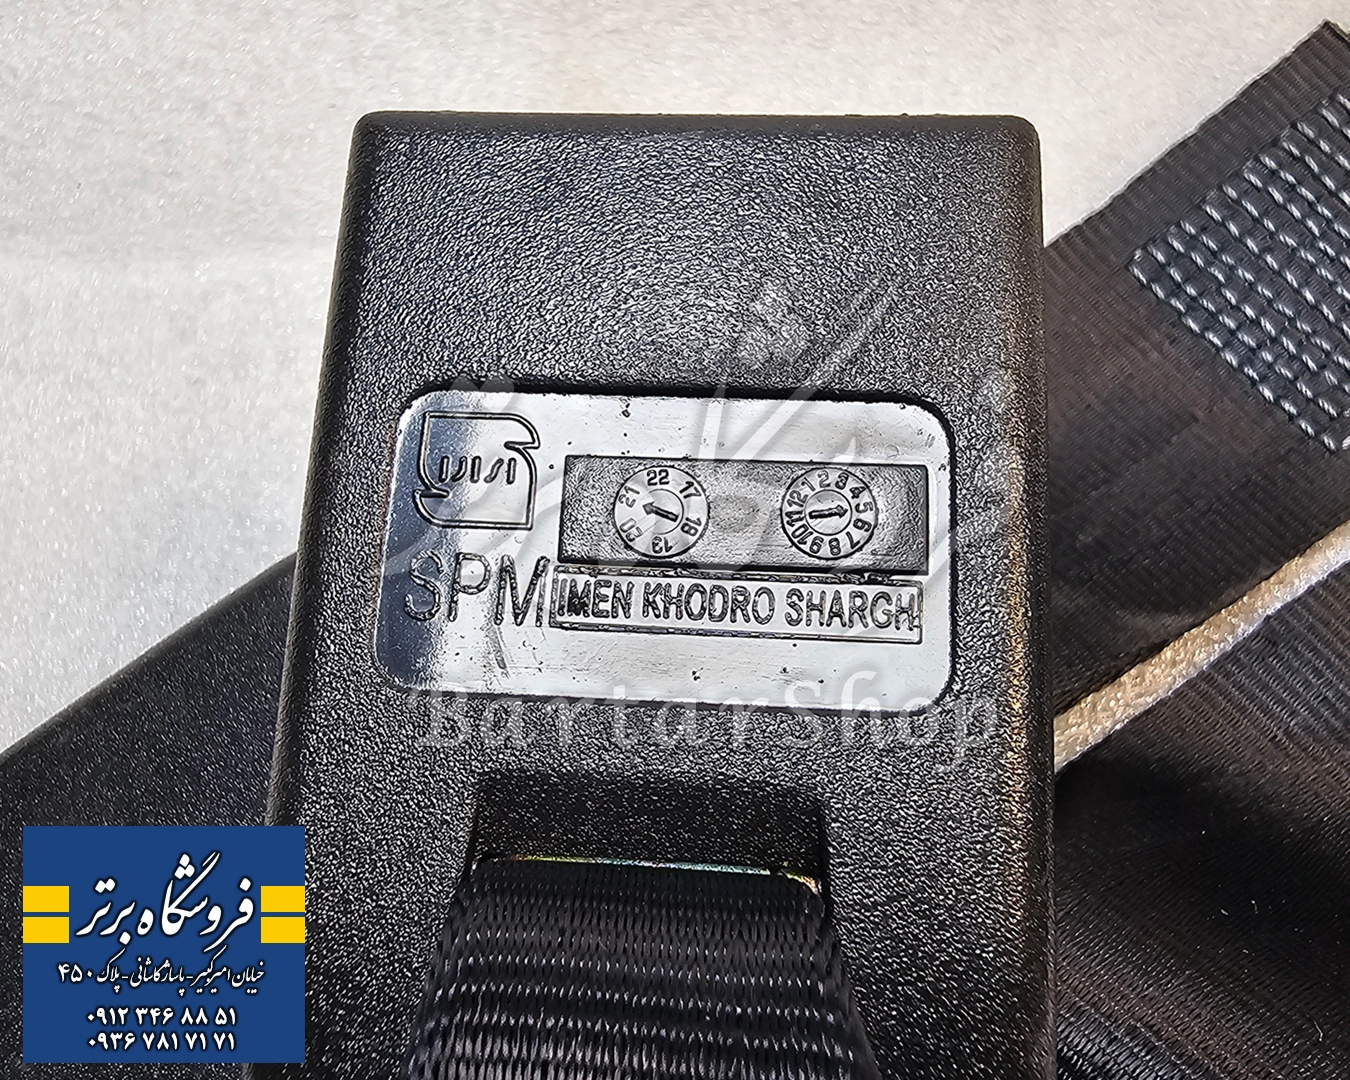 ISIRI
22 17
21 18
20 13
12 1 2 3 4 5 6 7 8 9 10 11
SPM
IMEN KHODRO SHARGH
BartarShop
فروشگاه برتر
خیابان امیرکبیر - پاساژ کاشانی - پلاک ۴۵۰
۰۹۱۲ ۳۴۶ ۸۸ ۵۱
۰۹۳۶ ۷۸۱ ۷۱ ۷۱